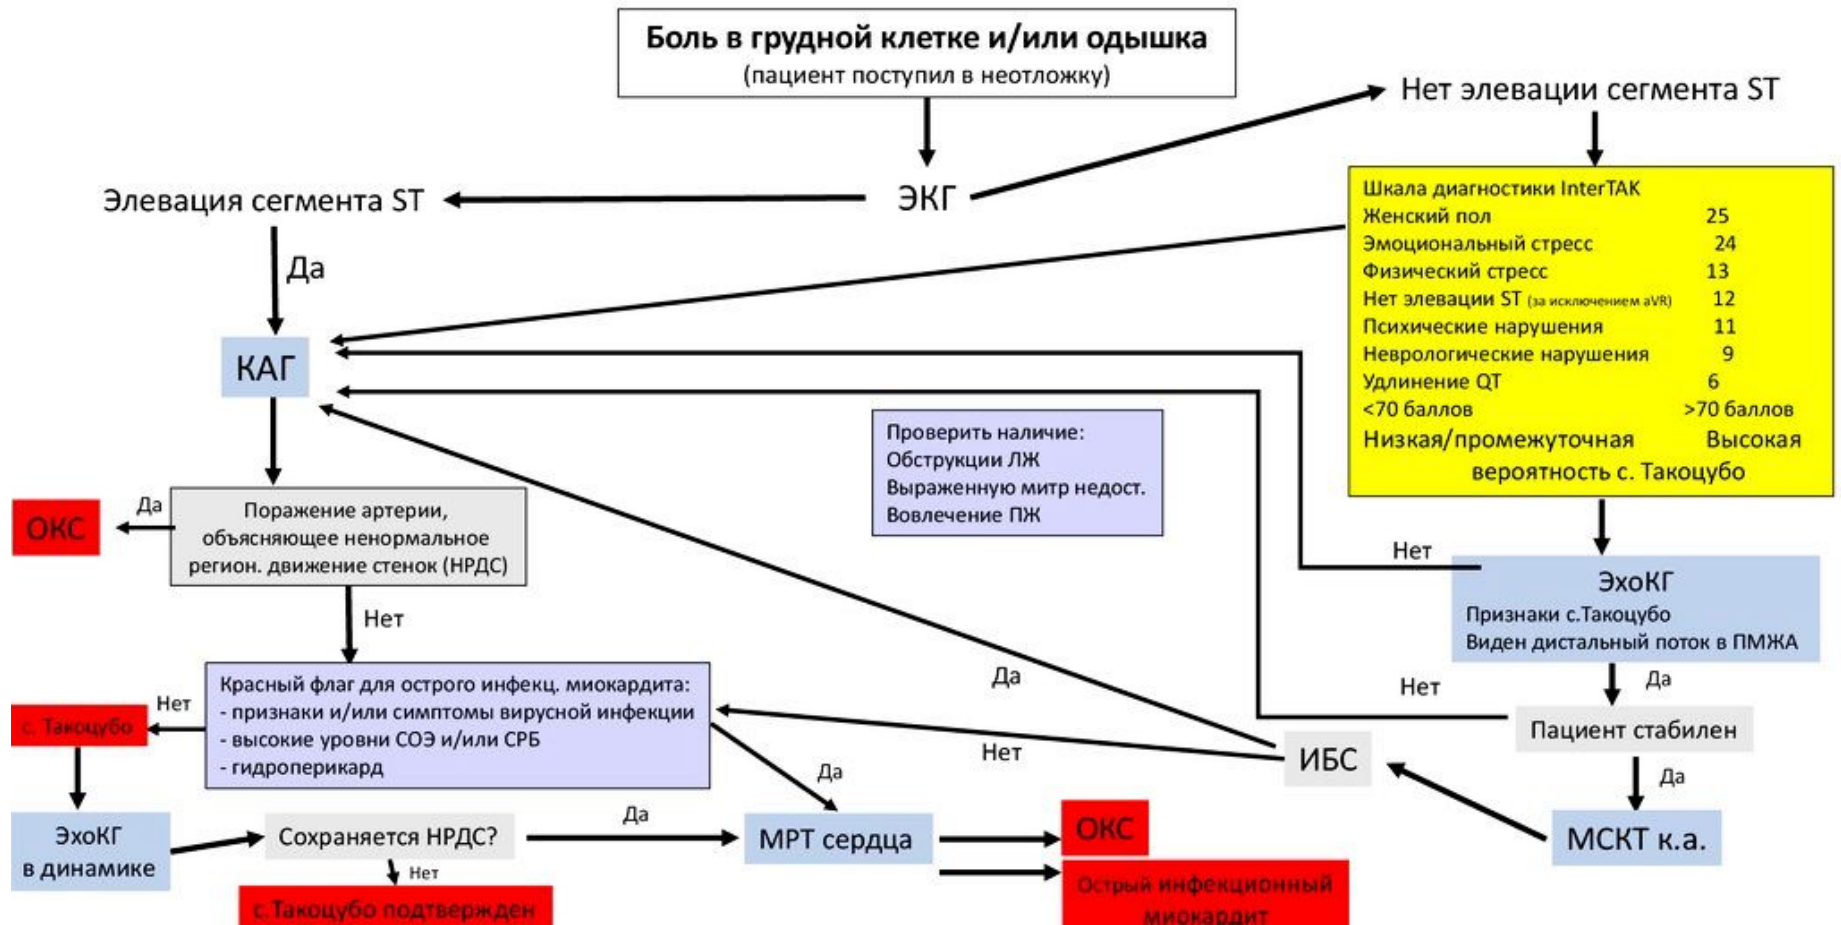 Боль в грудной клетке и/или одышка
(пациент поступил в неотложку)
Нет элевации сегмента ST
ЭКГ
Элевация сегмента ST
Да
КАГ
Шкала диагностики InterTAK
Женский пол 25
Эмоциональный стресс 24
Физический стресс 13
Нет элевации ST (за исключением aVR) 12
Психические нарушения 11
Неврологические нарушения 9
Удлинение QT 6
<70 баллов >70 баллов
Низкая/промежуточная Высокая
вероятность с. Такоцубо
Проверить наличие:
Обструкции ЛЖ
Выраженную митр недост.
Вовлечение ПЖ
ОКС
Да
Поражение артерии,
объясняющее ненормальное
регион. движение стенок (НРДС)
Нет
Нет
ЭхоКГ
Признаки с.Такоцубо
Виден дистальный поток в ПМЖА
Да
Нет
Пациент стабилен
Да
МСКТ к.а.
ИБС
Да
Нет
Красный флаг для острого инфекц. миокардита:
- признаки и/или симптомы вирусной инфекции
- высокие уровни СОЭ и/или СРБ
- гидроперикард
Нет
с. Такоцубо
Да
ЭхоКГ
в динамике
Сохраняется НРДС?
Да
Нет
с.Такоцубо подтвержден
МРТ сердца
ОКС
Острый инфекционный
миокардит